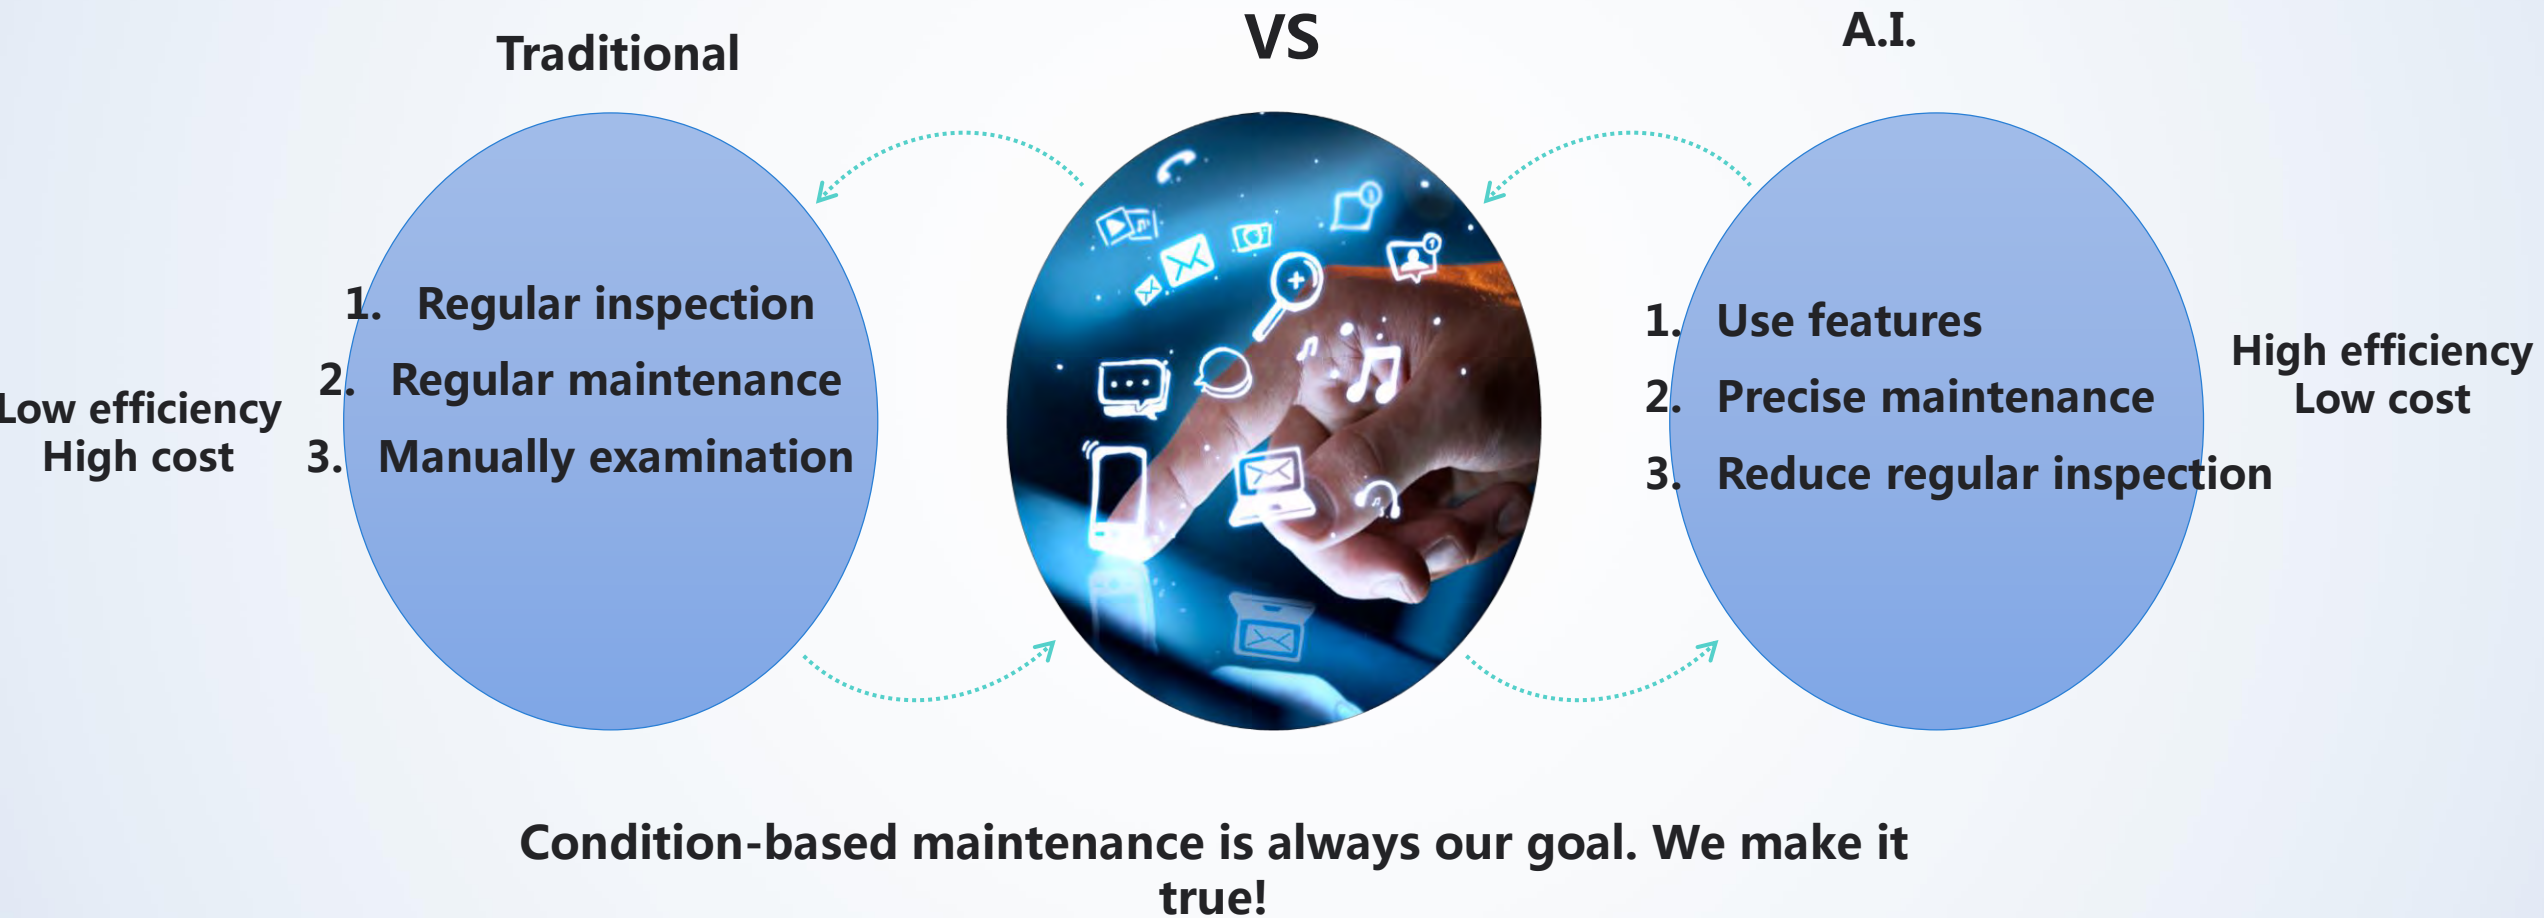 Traditional
VS
A.I.
1. Regular inspection
2. Regular maintenance
3. Manually examination
Low efficiency
High cost
1. Use features
2. Precise maintenance
3. Reduce regular inspection
High efficiency
Low cost
Condition-based maintenance is always our goal. We make it
true!